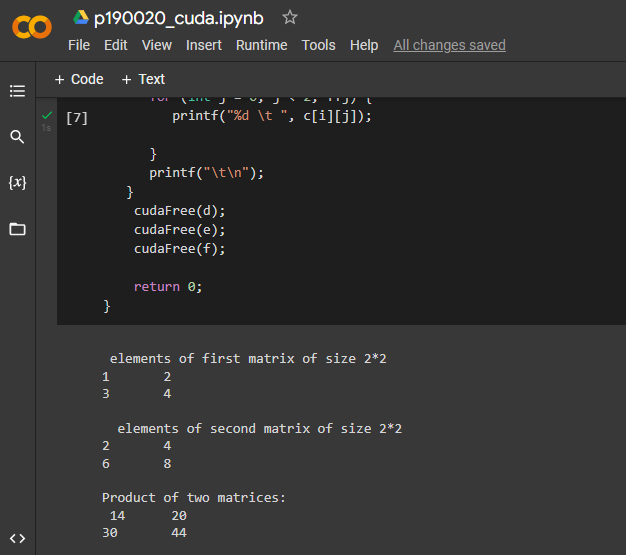 p190020_cuda.ipynb
File Edit View Insert Runtime Tools Help All changes saved
+ Code + Text
[7]
1s
printf("%d \t ", c[i][j]);
}
printf("\t\n");
}
cudaFree(d);
cudaFree(e);
cudaFree(f);
return 0;
}
{x}
elements of first matrix of size 2*2
1 2
3 4
elements of second matrix of size 2*2
2 4
6 8
Product of two matrices:
14 20
30 44
<>